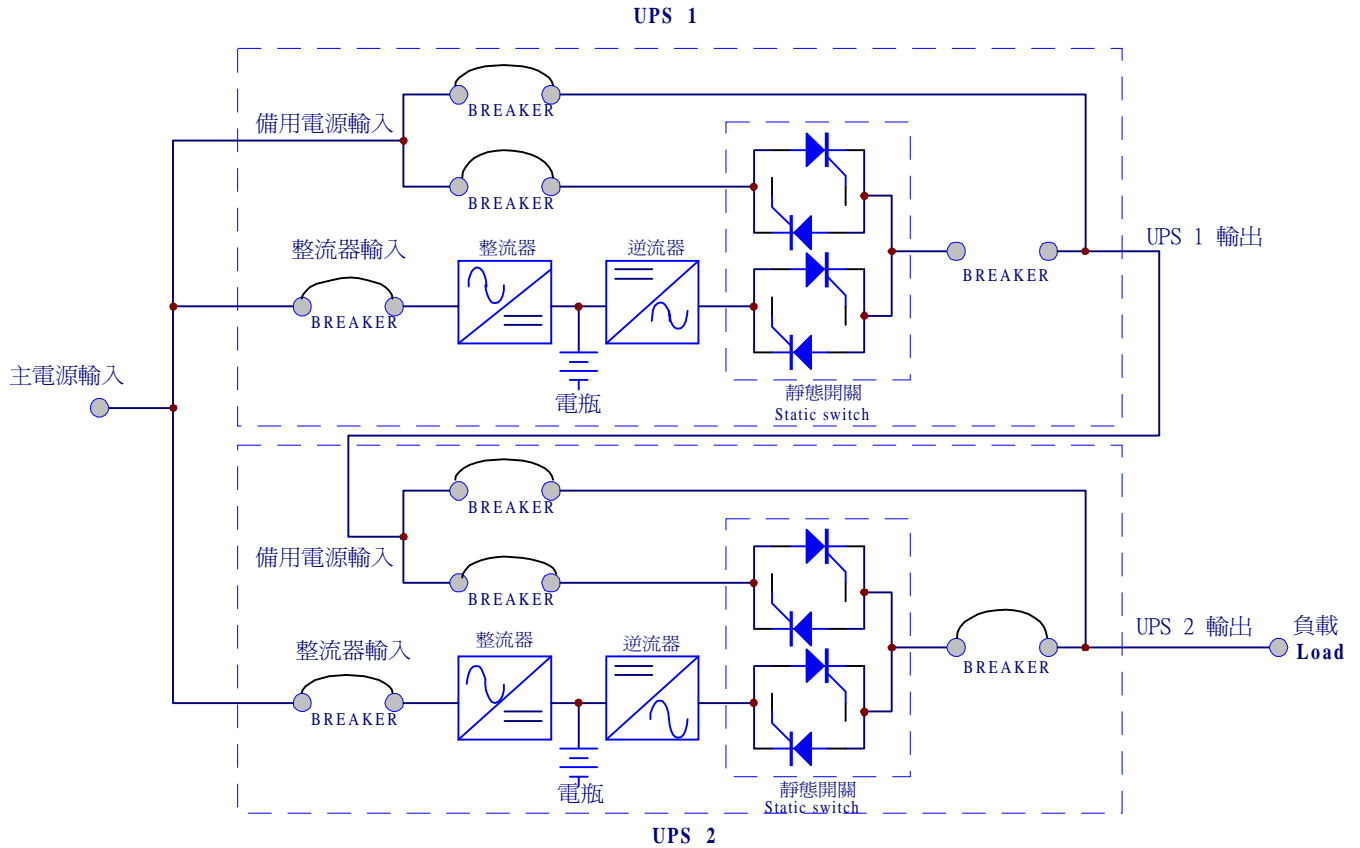 UPS 1
BREAKER
備用電源輸入
BREAKER
整流器輸入
整流器
逆流器
UPS 1 輸出
BREAKER
BREAKER
主電源輸入
電瓶
靜態開關
Static switch
BREAKER
備用電源輸入
BREAKER
整流器輸入
整流器
逆流器
UPS 2 輸出
負載
Load
BREAKER
BREAKER
電瓶
靜態開關
Static switch
UPS 2